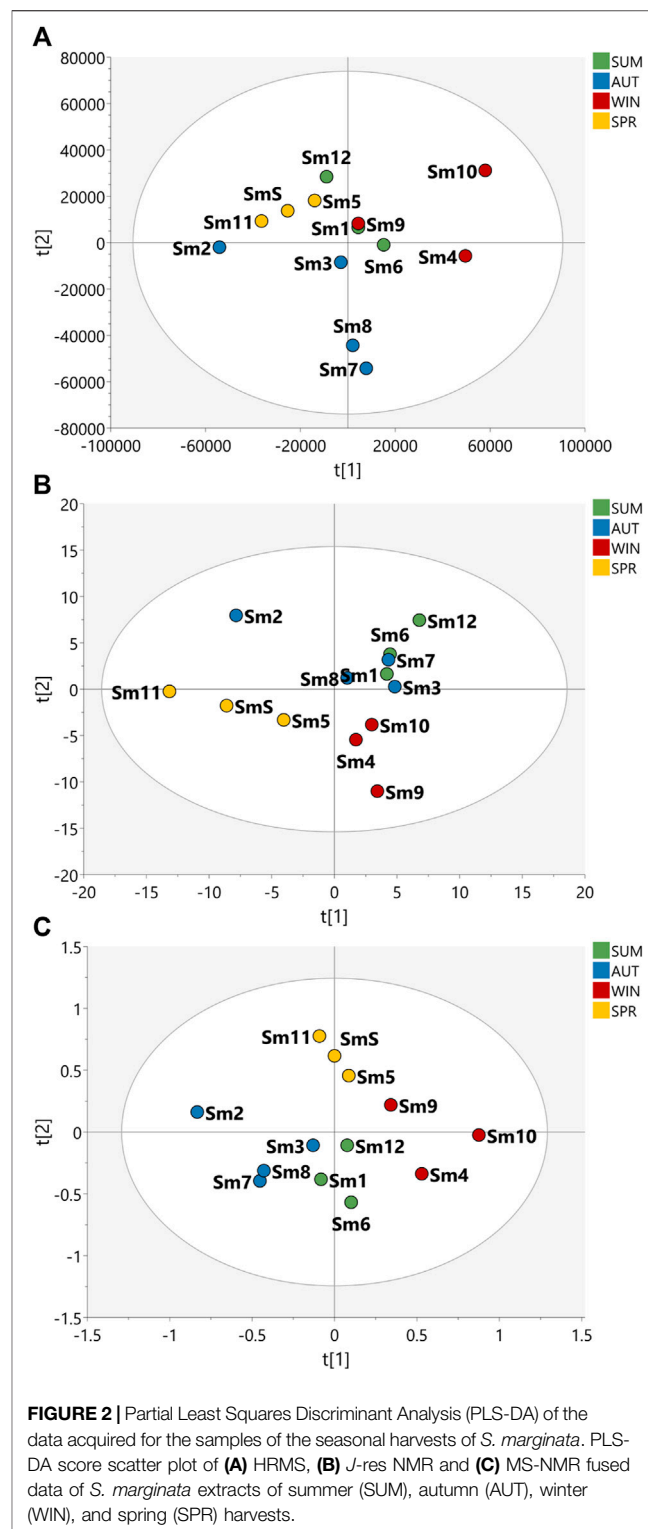 A
80000
60000
40000
20000
0
-20000
-40000
-60000
-80000
t[2]
-100000 -60000 -20000 20000 60000 100000
t[1]
SUM
AUT
WIN
SPR
Sm12
Sm10
SmS Sm5
Sm11 Sm1 Sm9
Sm2 Sm3 Sm6 Sm4
Sm8
Sm7
B
20
15
10
5
0
-5
-10
-15
-20
t[2]
-20 -15 -10 -5 0 5 10 15 20
t[1]
SUM
AUT
WIN
SPR
Sm2 Sm12
Sm6
Sm7
Sm8 Sm1
Sm3
Sm11
SmS Sm5 Sm10
Sm4
Sm9
C
1.5
1
0.5
0
-0.5
-1
-1.5
t[2]
-1.5 -1 -0.5 0 0.5 1 1.5
t[1]
SUM
AUT
WIN
SPR
Sm11 SmS
Sm5
Sm2 Sm9
Sm3 Sm12 Sm10
Sm8 Sm1 Sm4
Sm7
Sm6
FIGURE 2 | Partial Least Squares Discriminant Analysis (PLS-DA) of the
data acquired for the samples of the seasonal harvests of S. marginata. PLS-
DA score scatter plot of (A) HRMS, (B) J-res NMR and (C) MS-NMR fused
data of S. marginata extracts of summer (SUM), autumn (AUT), winter
(WIN), and spring (SPR) harvests.